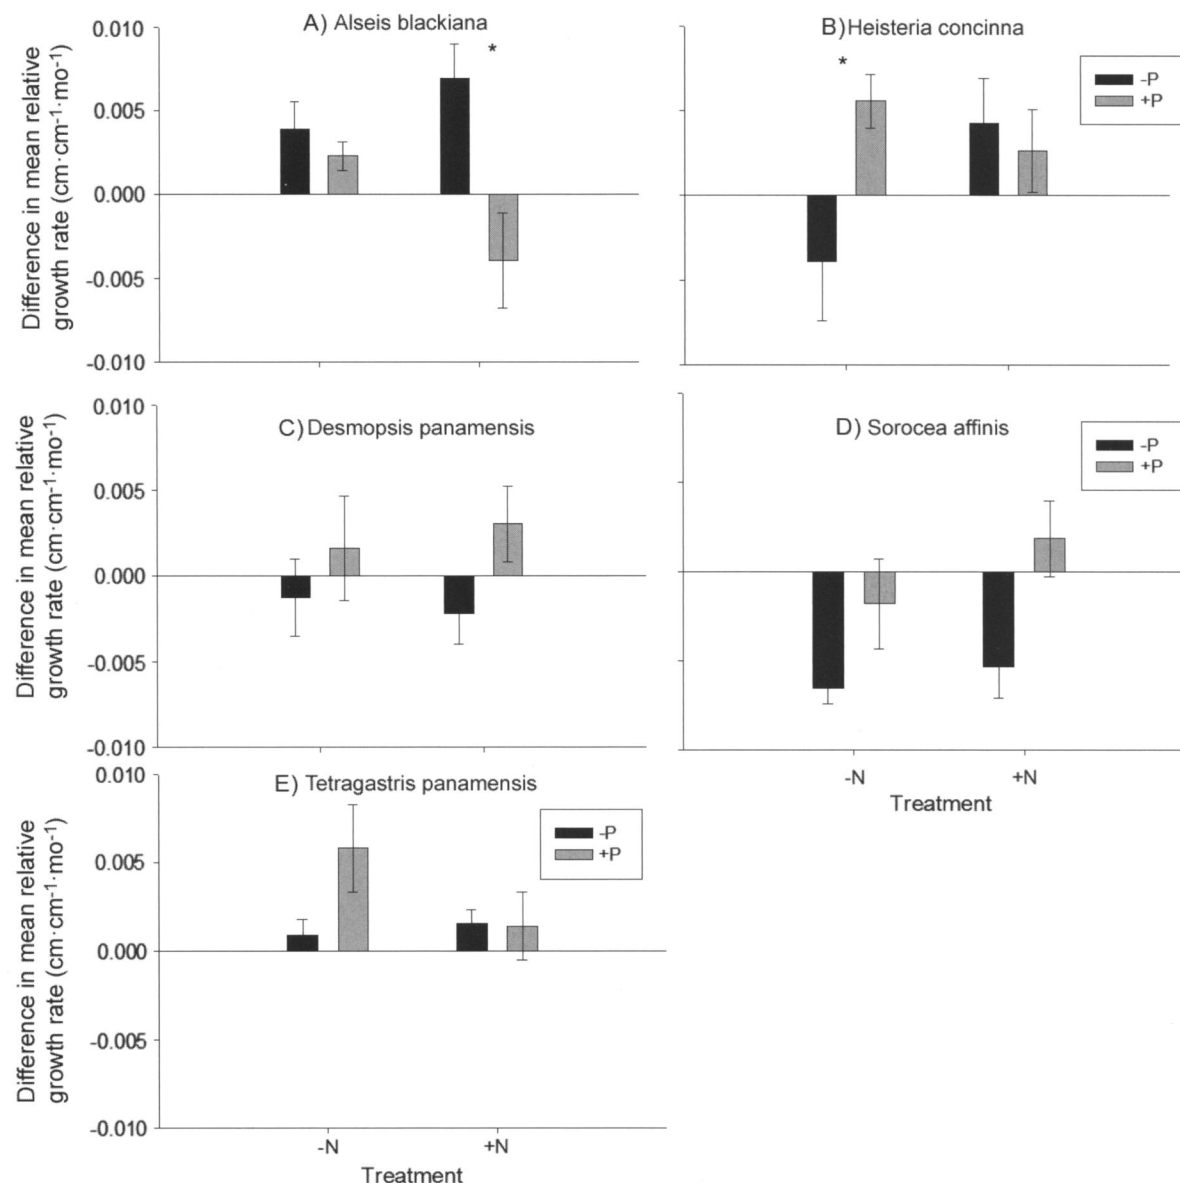 A) Alseis blackiana
B) Heisteria concinna
0.010
0.005
0.000
-0.005
-0.010
Difference in mean relative
growth rate (cm·cm⁻¹·mo⁻¹)
*
*
-P
+P
C) Desmopsis panamensis
D) Sorocea affinis
0.010
0.005
0.000
-0.005
-0.010
Difference in mean relative
growth rate (cm·cm⁻¹·mo⁻¹)
-P
+P
-N
+N
Treatment
E) Tetragastris panamensis
0.010
0.005
0.000
-0.005
-0.010
Difference in mean relative
growth rate (cm·cm⁻¹·mo⁻¹)
-P
+P
-N
+N
Treatment